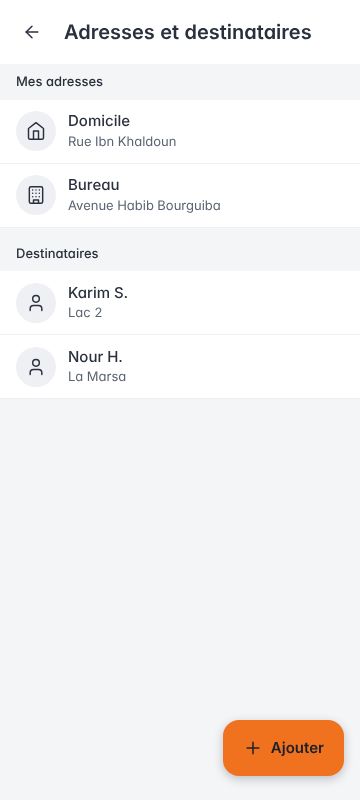 Adresses et destinataires
Mes adresses
Domicile
Rue Ibn Khaldoun
Bureau
Avenue Habib Bourguiba
Destinataires
Karim S.
Lac 2
Nour H.
La Marsa
Ajouter